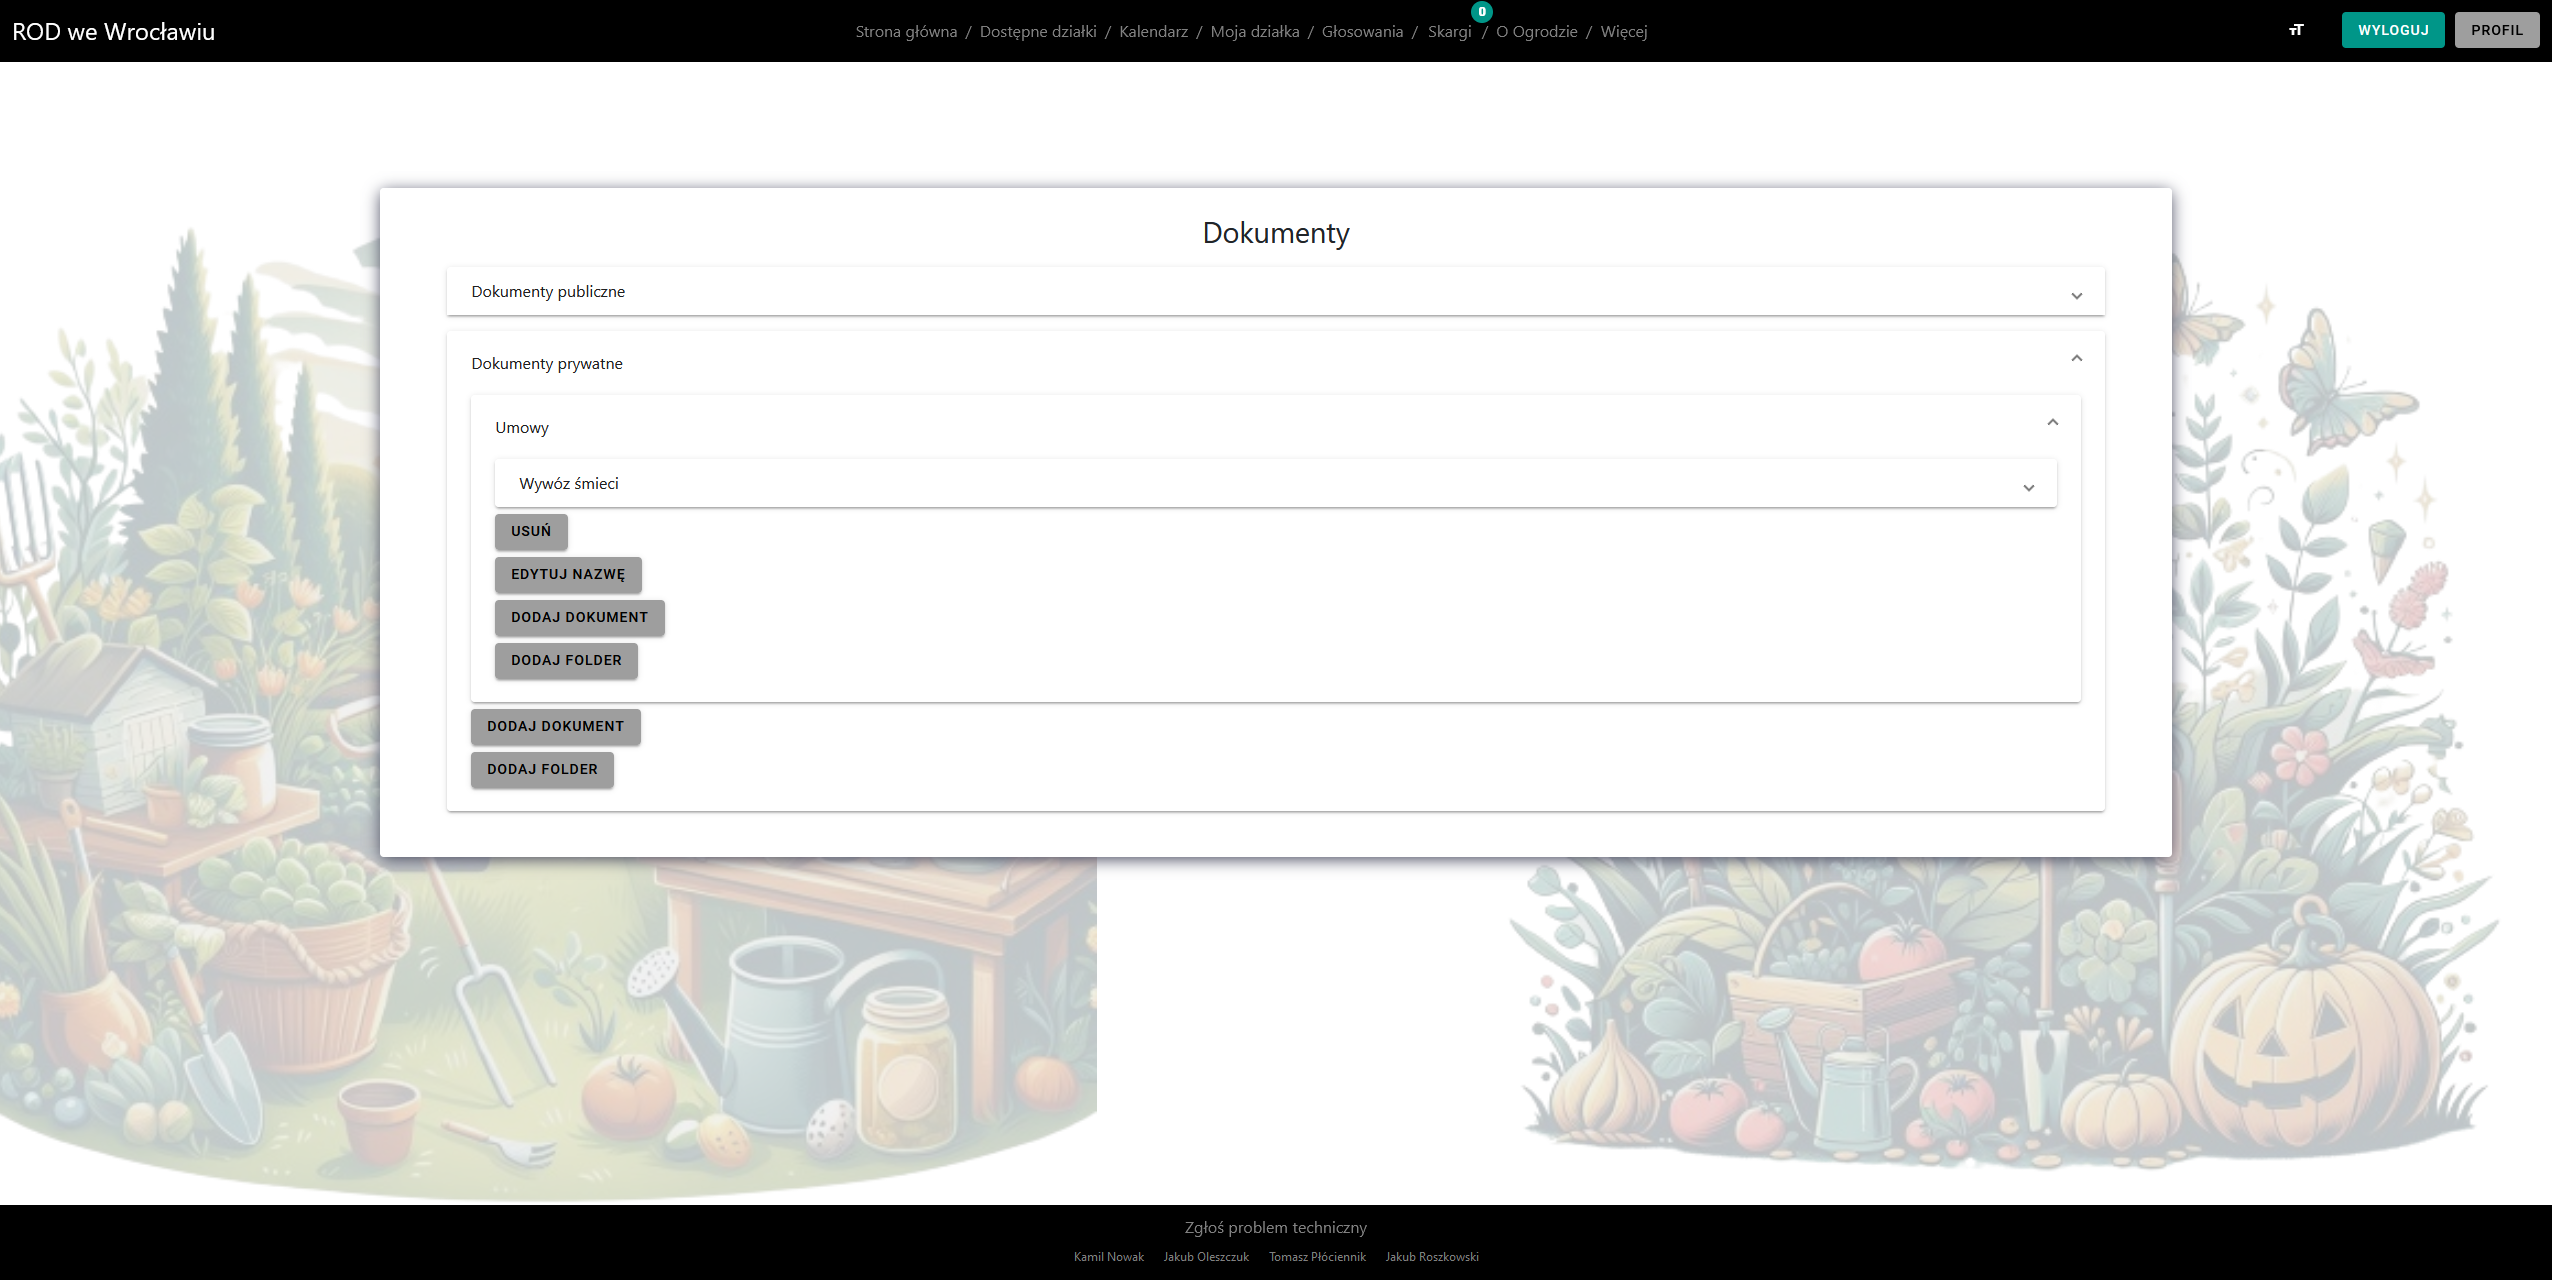 ROD we Wrocławiu
Strona główna / Dostępne działki / Kalendarz / Moja działka / Głosowania / Skargi 0 / O Ogrodzie / Więcej
WYLOGUJ
PROFIL
Dokumenty
Dokumenty publiczne
Dokumenty prywatne
Umowy
Wywóz śmieci
USUŃ
EDYTUJ NAZWĘ
DODAJ DOKUMENT
DODAJ FOLDER
DODAJ DOKUMENT
DODAJ FOLDER
Zgłoś problem techniczny
Kamil Nowak Jakub Oleszczuk Tomasz Płóciennik Jakub Roszkowski